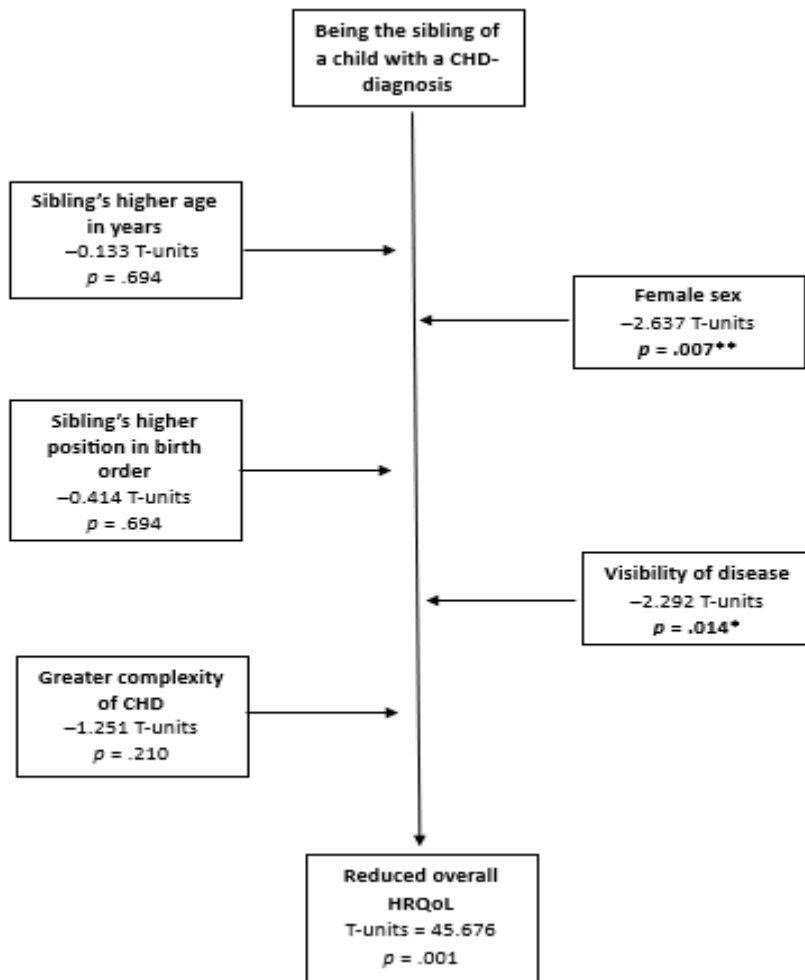 Being the sibling of
a child with a CHD-
diagnosis
Sibling’s higher age
in years
–0.133 T-units
p = .694
Female sex
–2.637 T-units
p = .007**
Sibling’s higher
position in birth
order
–0.414 T-units
p = .694
Visibility of disease
–2.292 T-units
p = .014*
Greater complexity
of CHD
–1.251 T-units
p = .210
Reduced overall
HRQoL
T-units = 45.676
p = .001